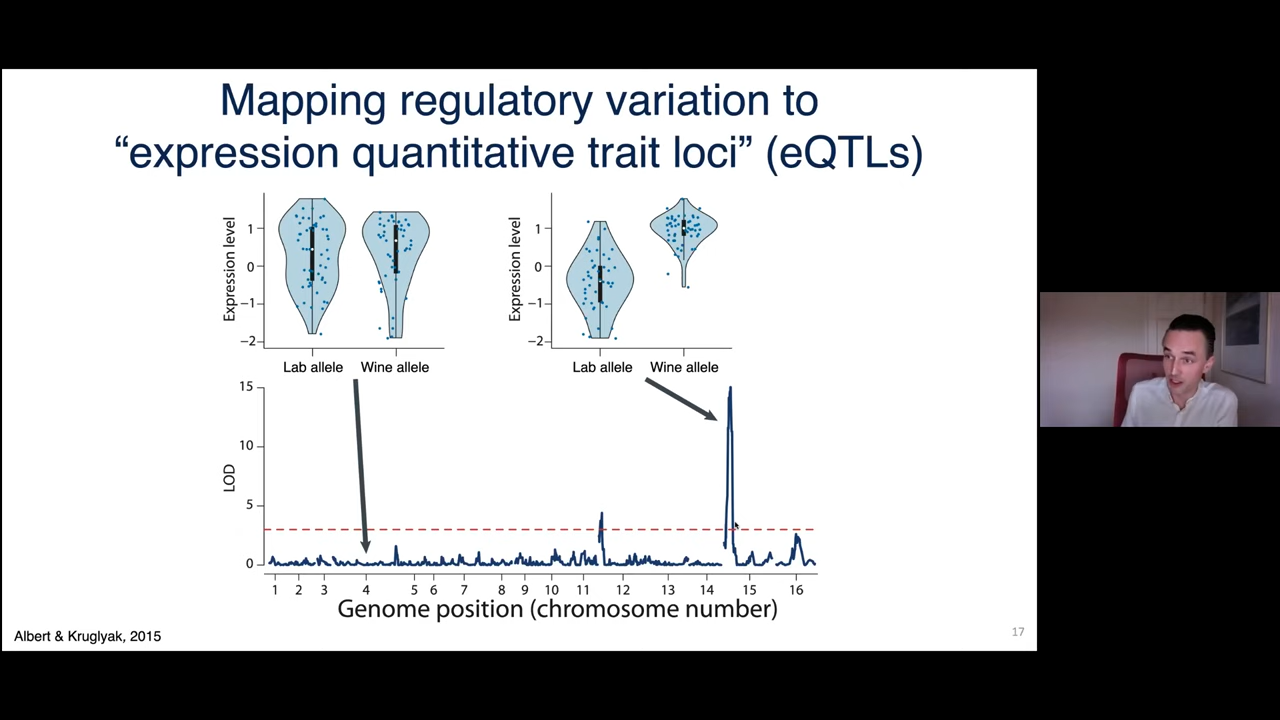 Mapping regulatory variation to
“expression quantitative trait loci” (eQTLs)
Expression level
1
0
−1
−2
Lab allele Wine allele
Expression level
1
0
−1
−2
Lab allele Wine allele
LOD
15
10
5
0
1 2 3 4 5 6 7 8 9 10 11 12 13 14 15 16
Genome position (chromosome number)
Albert & Kruglyak, 2015
17